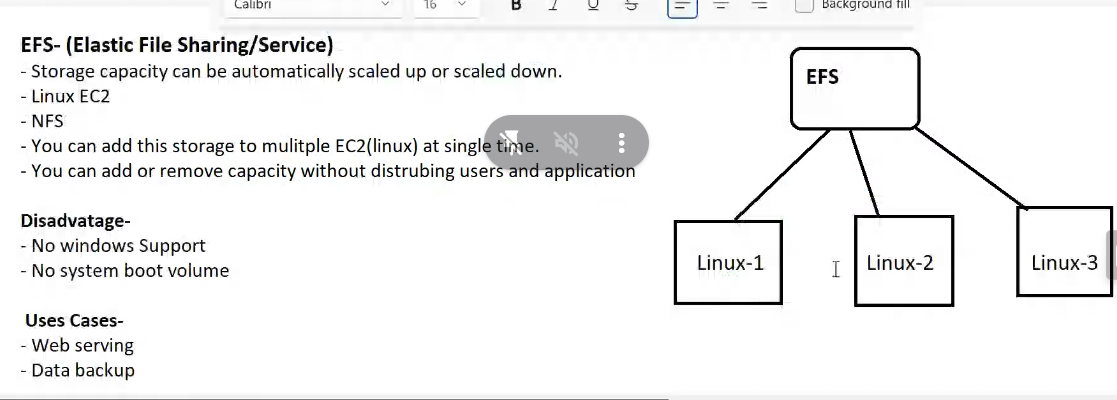 Calibri 16 B I U S Background fill
EFS- (Elastic File Sharing/Service)
- Storage capacity can be automatically scaled up or scaled down.
- Linux EC2
- NFS
- You can add this storage to mulitple EC2(linux) at single time.
- You can add or remove capacity without distrubing users and application
Disadvatage-
- No windows Support
- No system boot volume
Uses Cases-
- Web serving
- Data backup
EFS
Linux-1
Linux-2
Linux-3